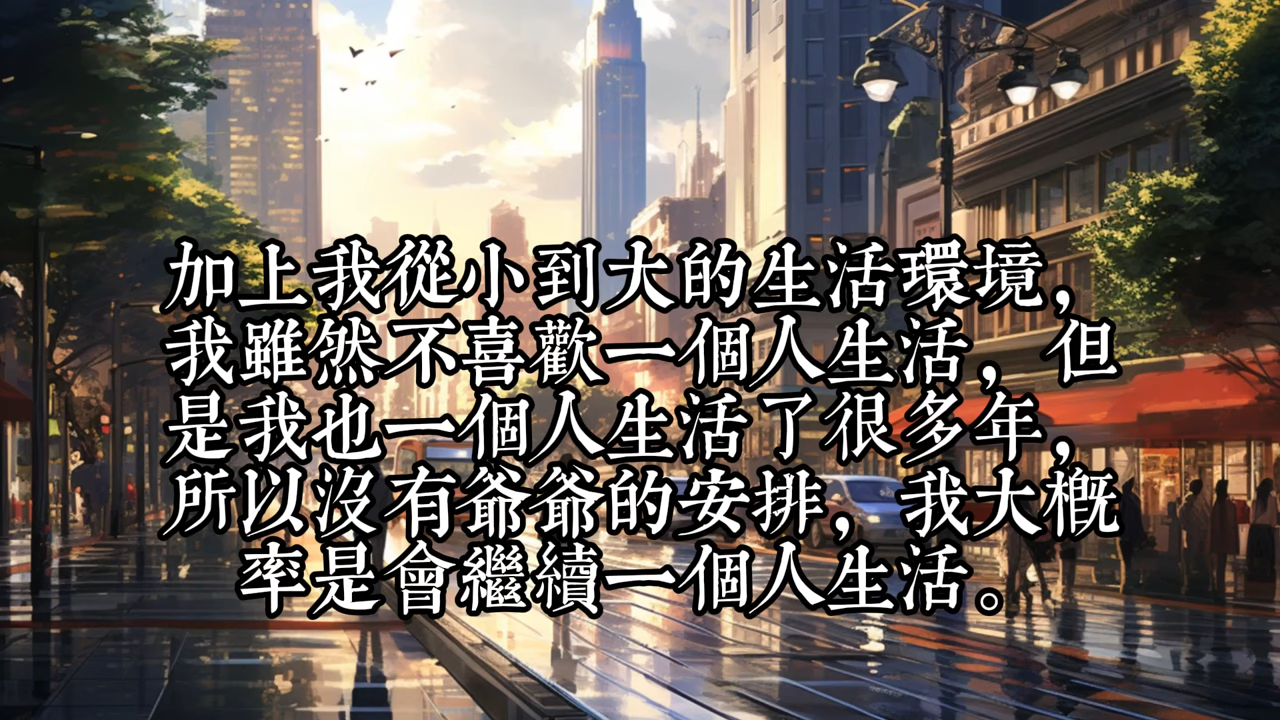 加上我從小到大的生活環境，
我雖然不喜歡一個人生活，但
是我也一個人生活了很多年，
所以沒有爺爺的安排，我大概
率是會繼續一個人生活。